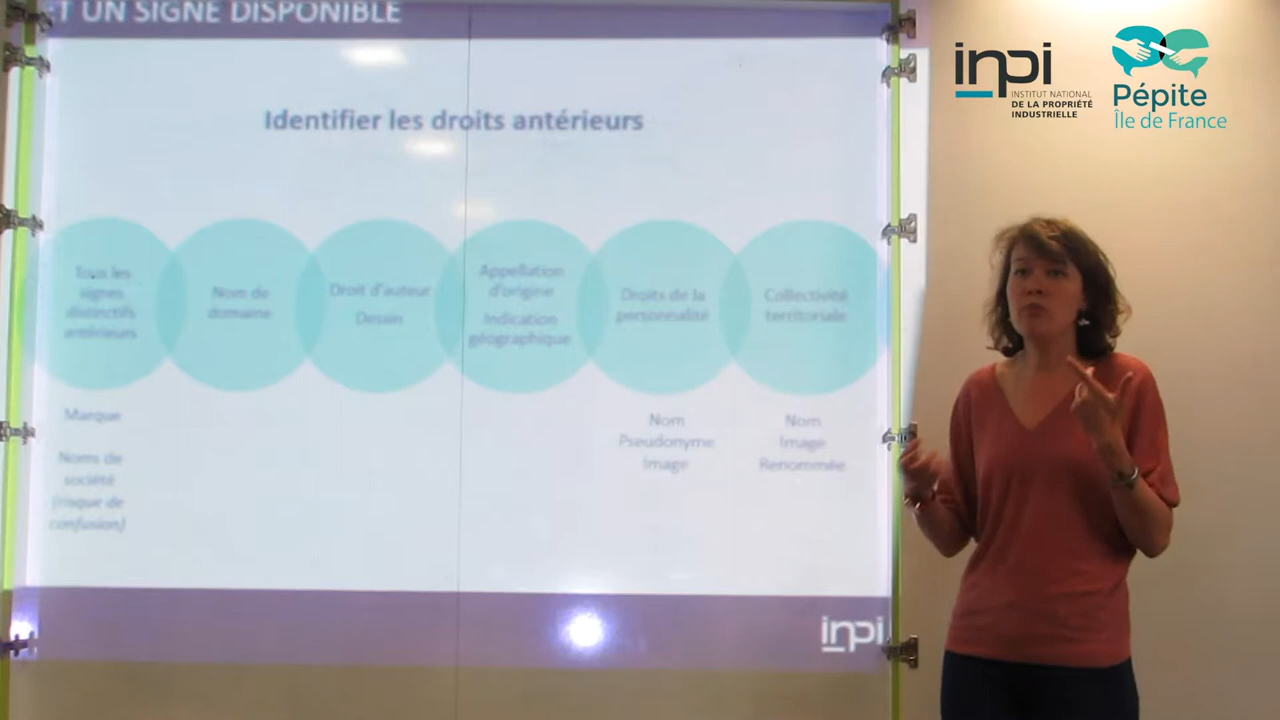 ET UN SIGNE DISPONIBLE
Identifier les droits antérieurs
Tous les
signes
distinctifs
antérieurs
Nom de
domaine
Droit d'auteur
Dessin
Appellation
d'origine
Indication
géographique
Droits de la
personnalité
Collectivité
territoriale
Marque
Noms de
société
(risque de
confusion)
Nom
Pseudonyme
Image
Nom
Image
Renommée
inpi
inpi
INSTITUT NATIONAL
DE LA PROPRIÉTÉ
INDUSTRIELLE
Pépite
Île de France